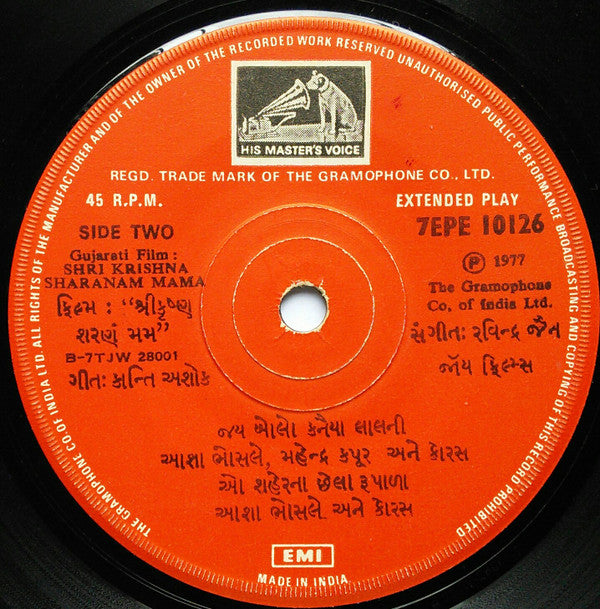 THE GRAMOPHONE CO. OF INDIA LTD. ALL RIGHTS OF THE MANUFACTURER AND OF THE OWNER OF THE RECORDED WORK RESERVED. UNAUTHORISED PUBLIC PERFORMANCE BROADCASTING AND COPYING OF THIS RECORD PROHIBITED
HIS MASTER'S VOICE
REGD. TRADE MARK OF THE GRAMOPHONE CO., LTD.
45 R.P.M.
EXTENDED PLAY
SIDE TWO
7EPE 10126
Gujarati Film :
SHRI KRISHNA
SHARANAM MAMA
ફિલ્મ : "શ્રીકૃષ્ણ
શરણં મમ"
B-7TJW 28001
ગીત: કાન્તિ અશોક
Ⓟ 1977
The Gramophone
Co. of India Ltd.
સંગીત: રવિન્દ્ર જૈન
જૉય ફિલ્મ્સ
જય બોલો કનૈયા લાલની
આશા ભોસલે, મહેન્દ્ર કપૂર અને કોરસ
ઓ શહેરના છેલા રૂપાળા
આશા ભોસલે અને કોરસ
EMI
MADE IN INDIA